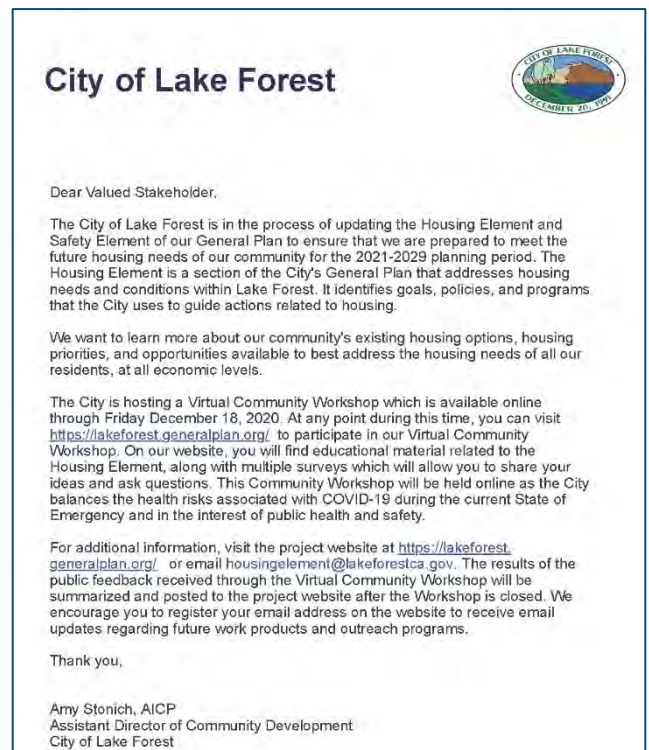 City of Lake Forest
CITY OF LAKE FOREST
DECEMBER 20, 1991
Dear Valued Stakeholder,
The City of Lake Forest is in the process of updating the Housing Element and
Safety Element of our General Plan to ensure that we are prepared to meet the
future housing needs of our community for the 2021-2029 planning period. The
Housing Element is a section of the City's General Plan that addresses housing
needs and conditions within Lake Forest. It identifies goals, policies, and programs
that the City uses to guide actions related to housing.
We want to learn more about our community's existing housing options, housing
priorities, and opportunities available to best address the housing needs of all our
residents, at all economic levels.
The City is hosting a Virtual Community Workshop which is available online
through Friday December 18, 2020. At any point during this time, you can visit
https://lakeforest.generalplan.org/ to participate in our Virtual Community
Workshop. On our website, you will find educational material related to the
Housing Element, along with multiple surveys which will allow you to share your
ideas and ask questions. This Community Workshop will be held online as the City
balances the health risks associated with COVID-19 during the current State of
Emergency and in the interest of public health and safety.
For additional information, visit the project website at https://lakeforest.
generalplan.org/ or email housingelement@lakeforestca.gov. The results of the
public feedback received through the Virtual Community Workshop will be
summarized and posted to the project website after the Workshop is closed. We
encourage you to register your email address on the website to receive email
updates regarding future work products and outreach programs.
Thank you,
Amy Stonich, AICP
Assistant Director of Community Development
City of Lake Forest